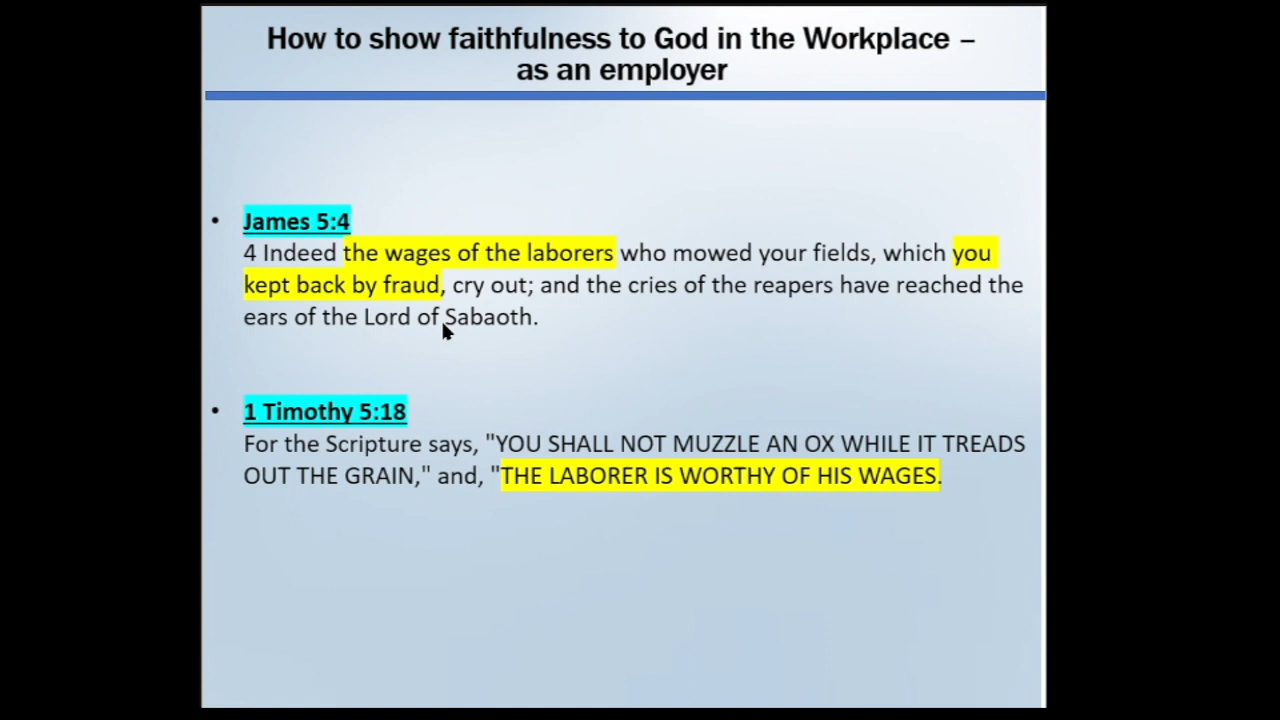 How to show faithfulness to God in the Workplace –
as an employer
• James 5:4
4 Indeed the wages of the laborers who mowed your fields, which you
kept back by fraud, cry out; and the cries of the reapers have reached the
ears of the Lord of Sabaoth.
• 1 Timothy 5:18
For the Scripture says, "YOU SHALL NOT MUZZLE AN OX WHILE IT TREADS
OUT THE GRAIN," and, "THE LABORER IS WORTHY OF HIS WAGES.